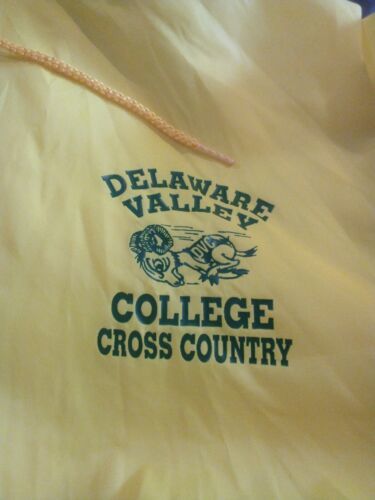 DELAWARE
VALLEY
DVC
COLLEGE
CROSS COUNTRY